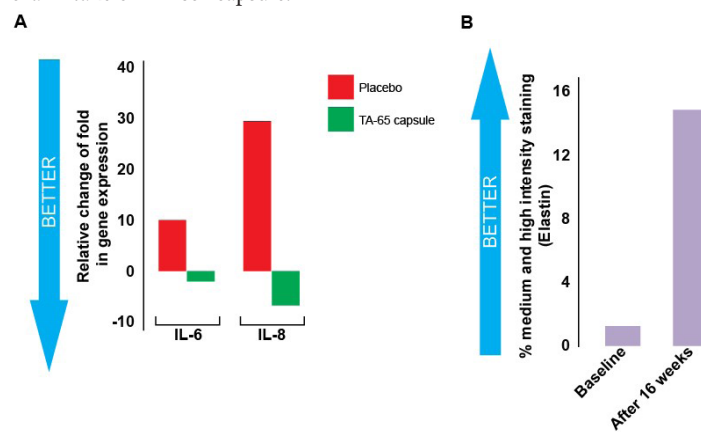 A
B
BETTER
Relative change of fold
in gene expression
40
30
20
10
0
-10
IL-6
IL-8
Placebo
TA-65 capsule
BETTER
% medium and high intensity staining
(Elastin)
16
12
8
4
0
Baseline
After 16 weeks